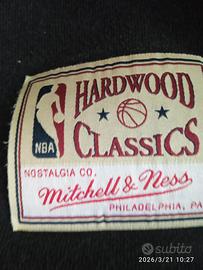 HARDWOOD
CLASSICS
NBA
NOSTALGIA CO.
Mitchell & Ness
PHILADELPHIA, PA
subito
2026/3/21 10:27